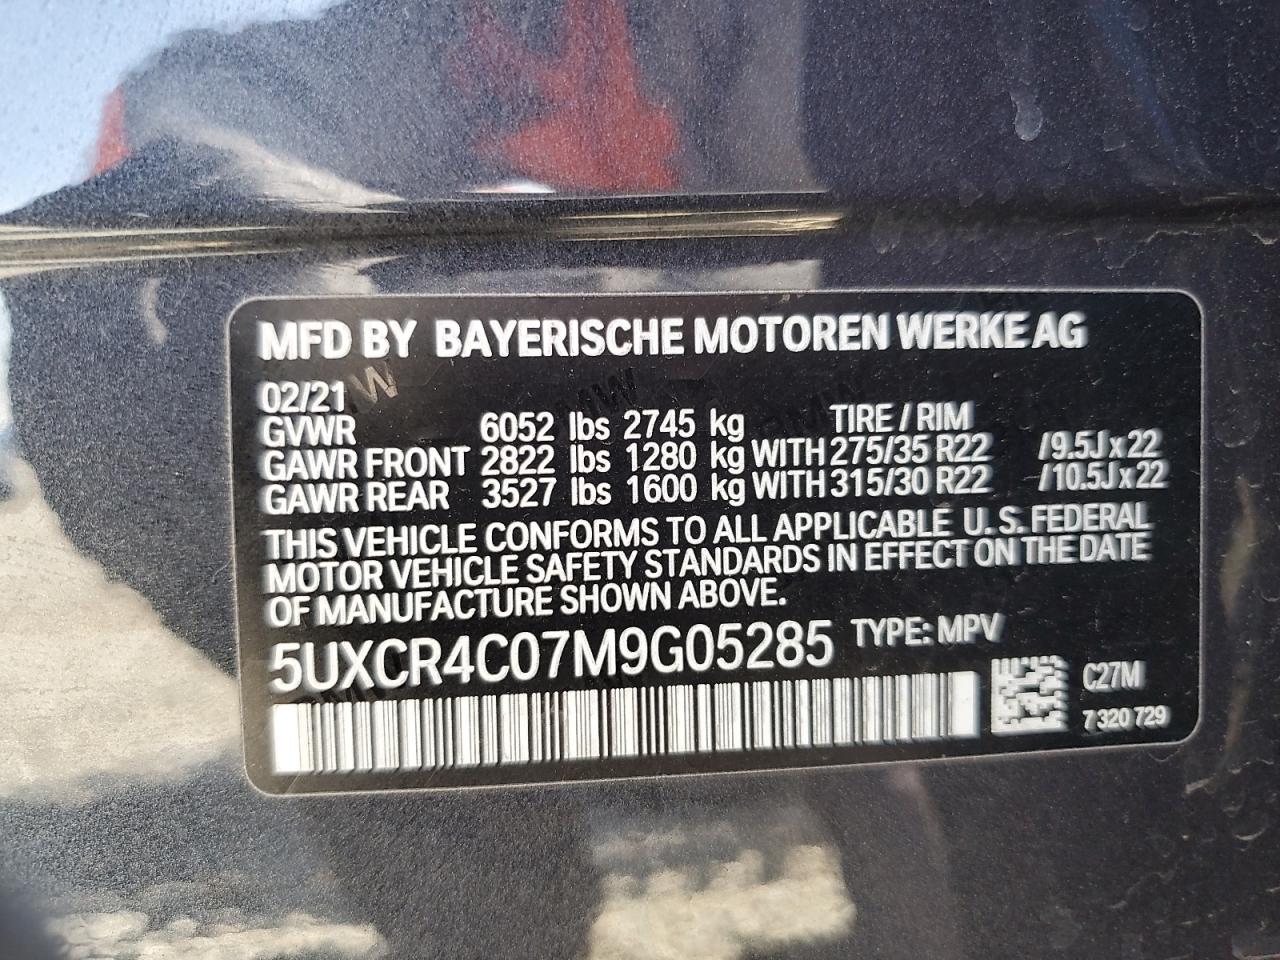 MFD BY BAYERISCHE MOTOREN WERKE AG
02/21
GVWR 6052 lbs 2745 kg TIRE / RIM
GAWR FRONT 2822 lbs 1280 kg WITH 275/35 R22 /9.5J x 22
GAWR REAR 3527 lbs 1600 kg WITH 315/30 R22 /10.5J x 22
THIS VEHICLE CONFORMS TO ALL APPLICABLE U.S. FEDERAL
MOTOR VEHICLE SAFETY STANDARDS IN EFFECT ON THE DATE
OF MANUFACTURE SHOWN ABOVE.
5UXCR4C07M9G05285 TYPE: MPV
C27M
7 320 729